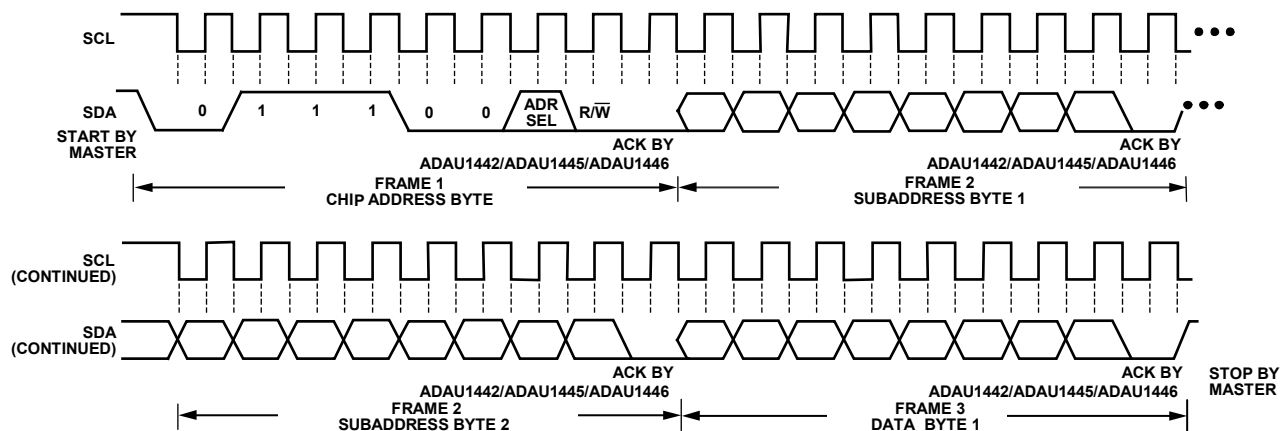 SCL
SDA
0 1 1 1 0 0 ADR SEL R/W̅
START BY
MASTER
ACK BY
ADAU1442/ADAU1445/ADAU1446
ACK BY
ADAU1442/ADAU1445/ADAU1446
FRAME 1
CHIP ADDRESS BYTE
FRAME 2
SUBADDRESS BYTE 1
SCL
(CONTINUED)
SDA
(CONTINUED)
ACK BY
ADAU1442/ADAU1445/ADAU1446
ACK BY
ADAU1442/ADAU1445/ADAU1446
STOP BY
MASTER
FRAME 2
SUBADDRESS BYTE 2
FRAME 3
DATA BYTE 1